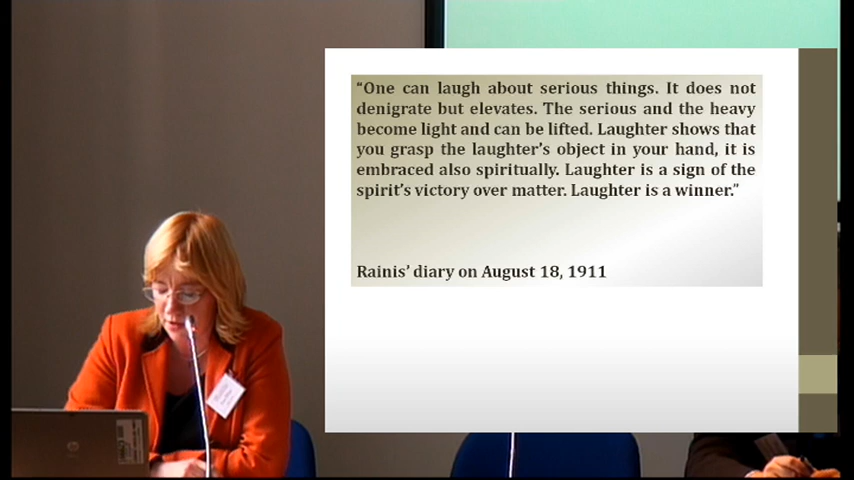 “One can laugh about serious things. It does not
denigrate but elevates. The serious and the heavy
become light and can be lifted. Laughter shows that
you grasp the laughter’s object in your hand, it is
embraced also spiritually. Laughter is a sign of the
spirit’s victory over matter. Laughter is a winner.”
Rainis’ diary on August 18, 1911